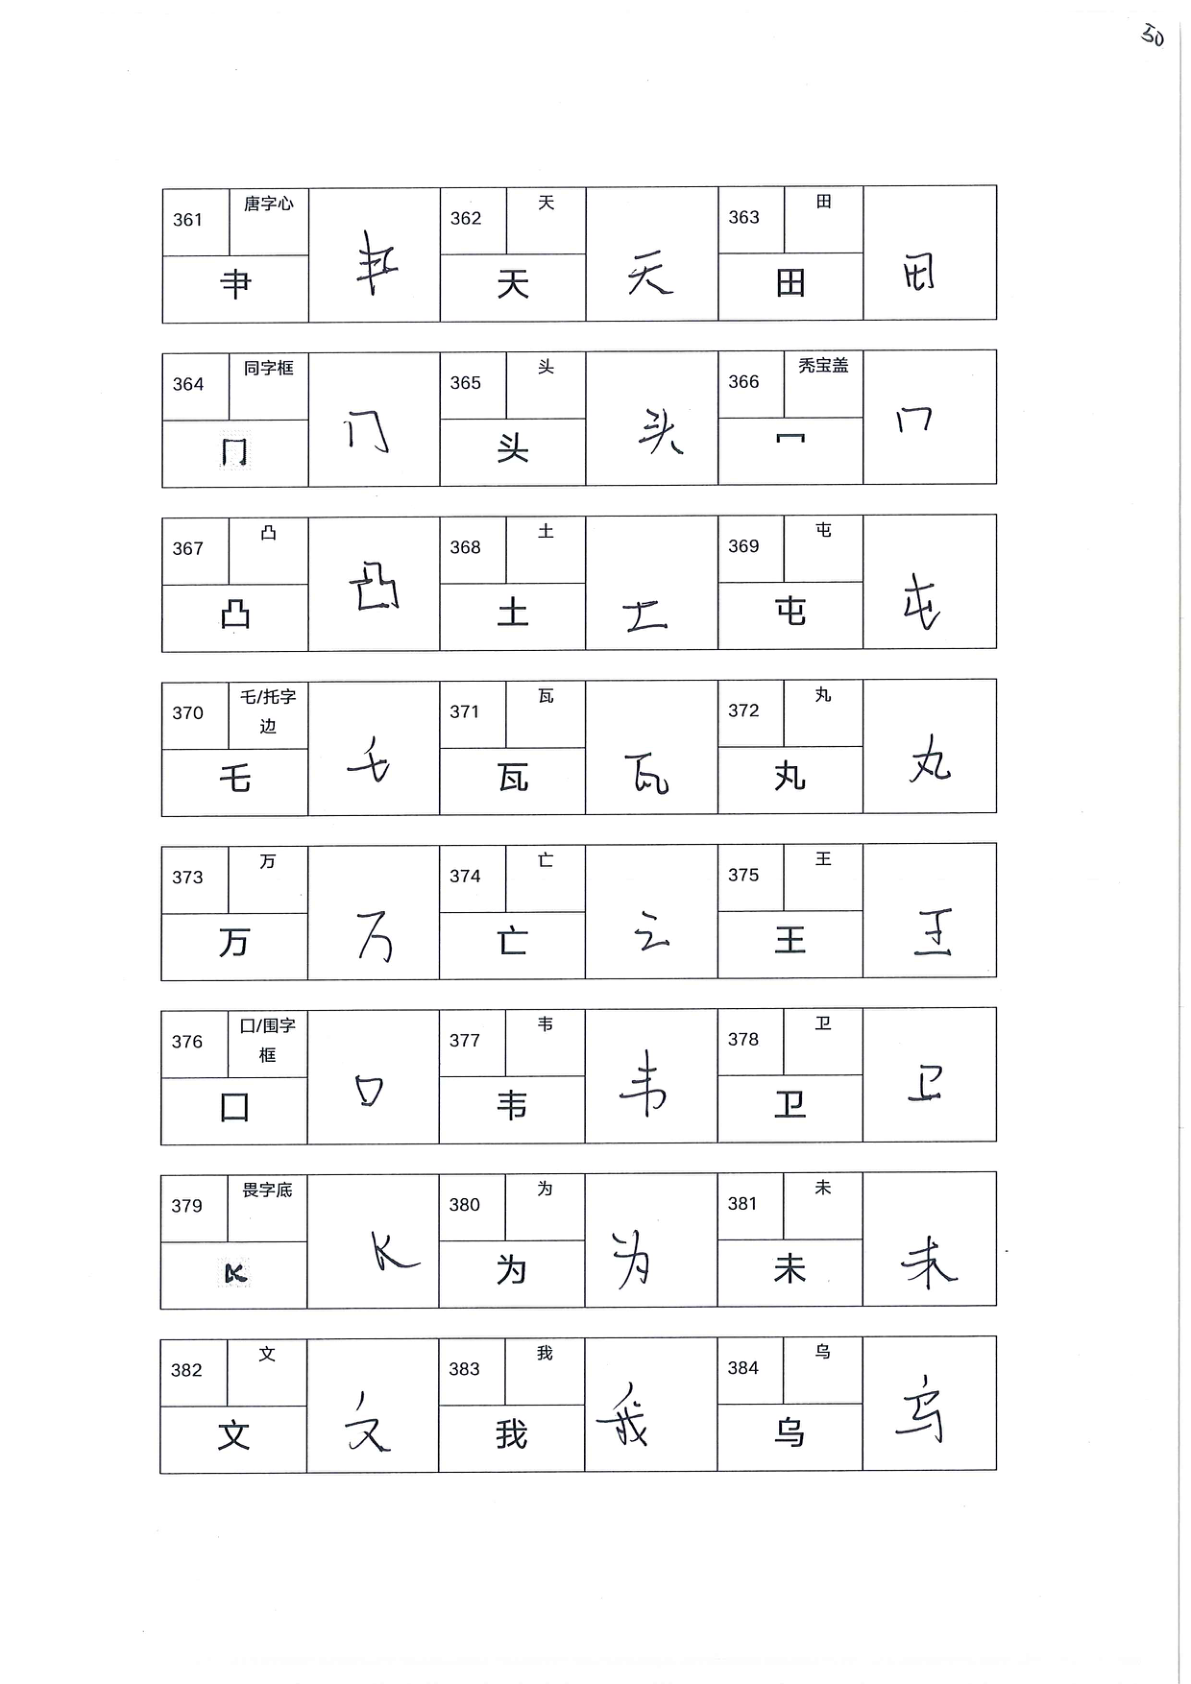 50
361 唐字心 肀 肀 362 天 天 天 363 田 田 田
364 同字框 冂 冂 365 头 头 头 366 秃宝盖 冖 冖
367 凸 凸 凸 368 土 土 土 369 屯 屯 屯
370 乇/托字边 乇 乇 371 瓦 瓦 瓦 372 丸 丸 丸
373 万 万 万 374 亡 亡 亡 375 王 王 王
376 囗/围字框 囗 囗 377 韦 韦 韦 378 卫 卫 卫
379 畏字底 380 为 为 为 381 未 未 未
382 文 文 文 383 我 我 我 384 乌 乌 乌